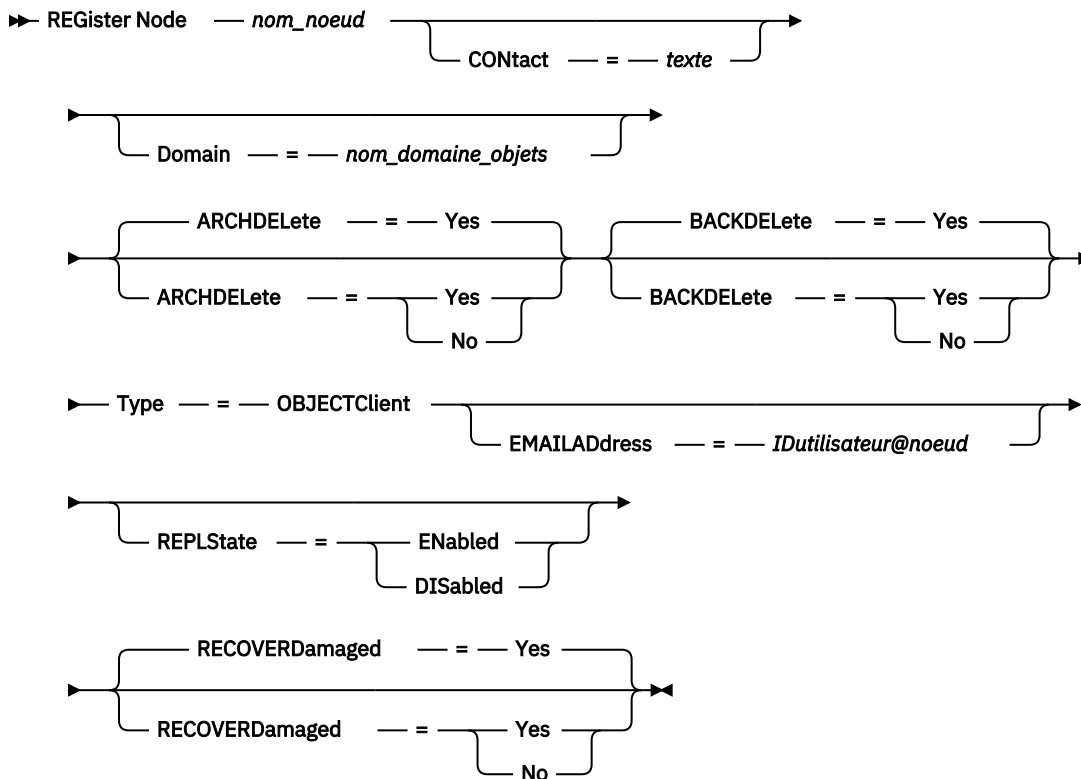 REGister Node — nom_noeud
CONtact — = — texte
Domain — = — nom_domaine_objets
ARCHDELete — = — Yes BACKDELete — = — Yes
ARCHDELete — = — Yes BACKDELete — = — Yes
No No
Type — = — OBJECTClient
EMAILADdress — = — IDutilisateur@noeud
REPLState — = — ENabled
DISabled
RECOVERDamaged — = — Yes
RECOVERDamaged — = — Yes
No